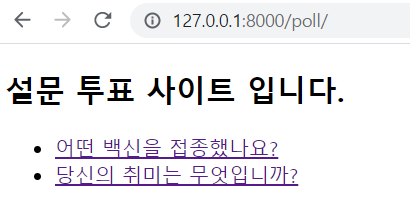 127.0.0.1:8000/poll/
설문 투표 사이트 입니다.
어떤 백신을 접종했나요?
당신의 취미는 무엇입니까?